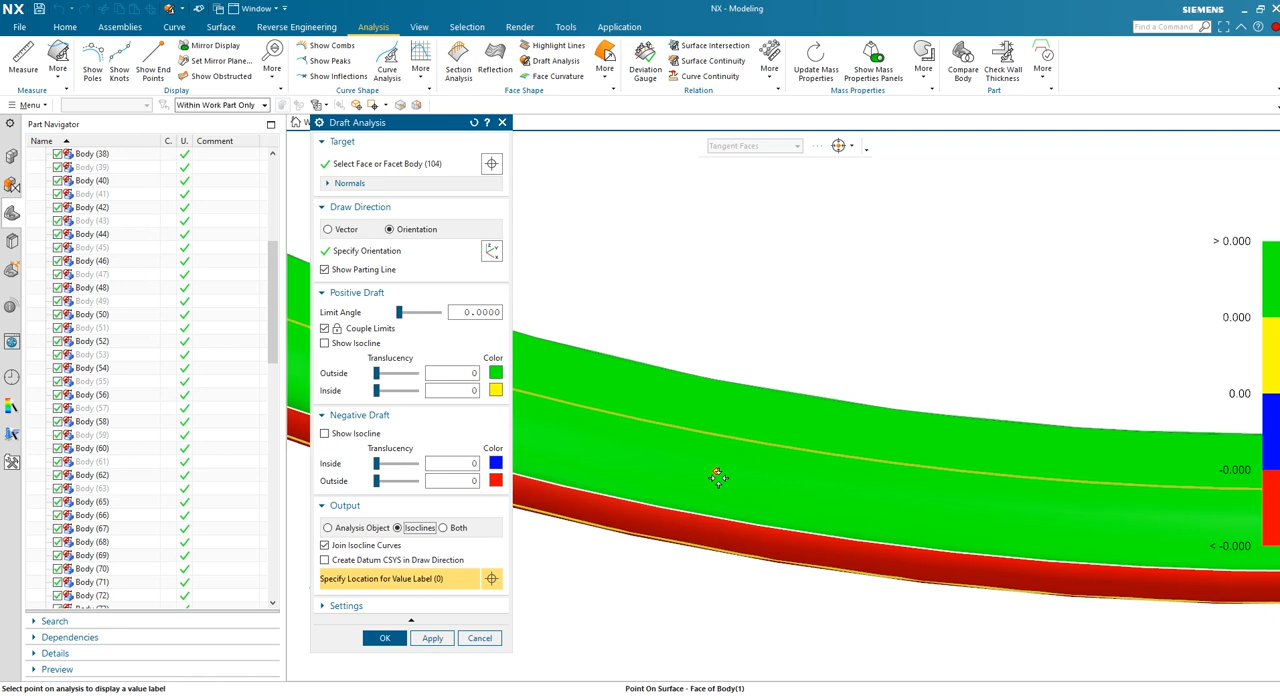 NX Window NX - Modeling SIEMENS
File Home Assemblies Curve Surface Reverse Engineering Analysis View Selection Render Tools Application Find a Command
Measure More Show Poles Show Knots Show End Points Mirror Display Set Mirror Plane... Show Obstructed More Show Combs Show Peaks Show Inflections Curve Analysis More Section Analysis Reflection Highlight Lines Draft Analysis Face Curvature More Deviation Gauge Surface Intersection Surface Continuity Curve Continuity More Update Mass Properties Show Mass Properties Panels More Compare Body Check Wall Thickness More
Measure Display Curve Shape Face Shape Relation Mass Properties Part
Menu Within Work Part Only
Part Navigator
Name C. U. Comment
Body (38)
Body (39)
Body (40)
Body (41)
Body (42)
Body (43)
Body (44)
Body (45)
Body (46)
Body (47)
Body (48)
Body (49)
Body (50)
Body (51)
Body (52)
Body (53)
Body (54)
Body (55)
Body (56)
Body (57)
Body (58)
Body (59)
Body (60)
Body (61)
Body (62)
Body (63)
Body (65)
Body (66)
Body (67)
Body (68)
Body (69)
Body (70)
Body (71)
Body (72)
Search
Dependencies
Details
Preview
Draft Analysis
Target
Select Face or Facet Body (104)
Normals
Draw Direction
Vector Orientation
Specify Orientation
Show Parting Line
Positive Draft
Limit Angle 0.0000
Couple Limits
Show Isocline
Translucency Color
Outside 0
Inside 0
Negative Draft
Show Isocline
Translucency Color
Inside 0
Outside 0
Output
Analysis Object Isoclines Both
Join Isocline Curves
Create Datum CSYS in Draw Direction
Specify Location for Value Label (0)
Settings
OK Apply Cancel
Tangent Faces
> 0.000
0.000
0.00
-0.000
< -0.000
Select point on analysis to display a value label Point On Surface - Face of Body(1)